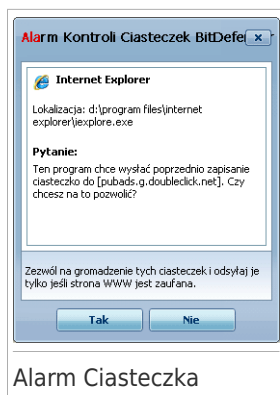 Alarm Kontroli Ciasteczek BitDefe
Internet Explorer
Lokalizacja: d:\program files\internet
explorer\iexplore.exe
Pytanie:
Ten program chce wysłać poprzednio zapisanie
ciasteczko do [pubads.g.doubleclick.net]. Czy
chcesz na to pozwolić?
Zezwól na gromadzenie tych ciasteczek i odsyłaj je
tylko jeśli strona WWW jest zaufana.
Tak
Nie
Alarm Ciasteczka